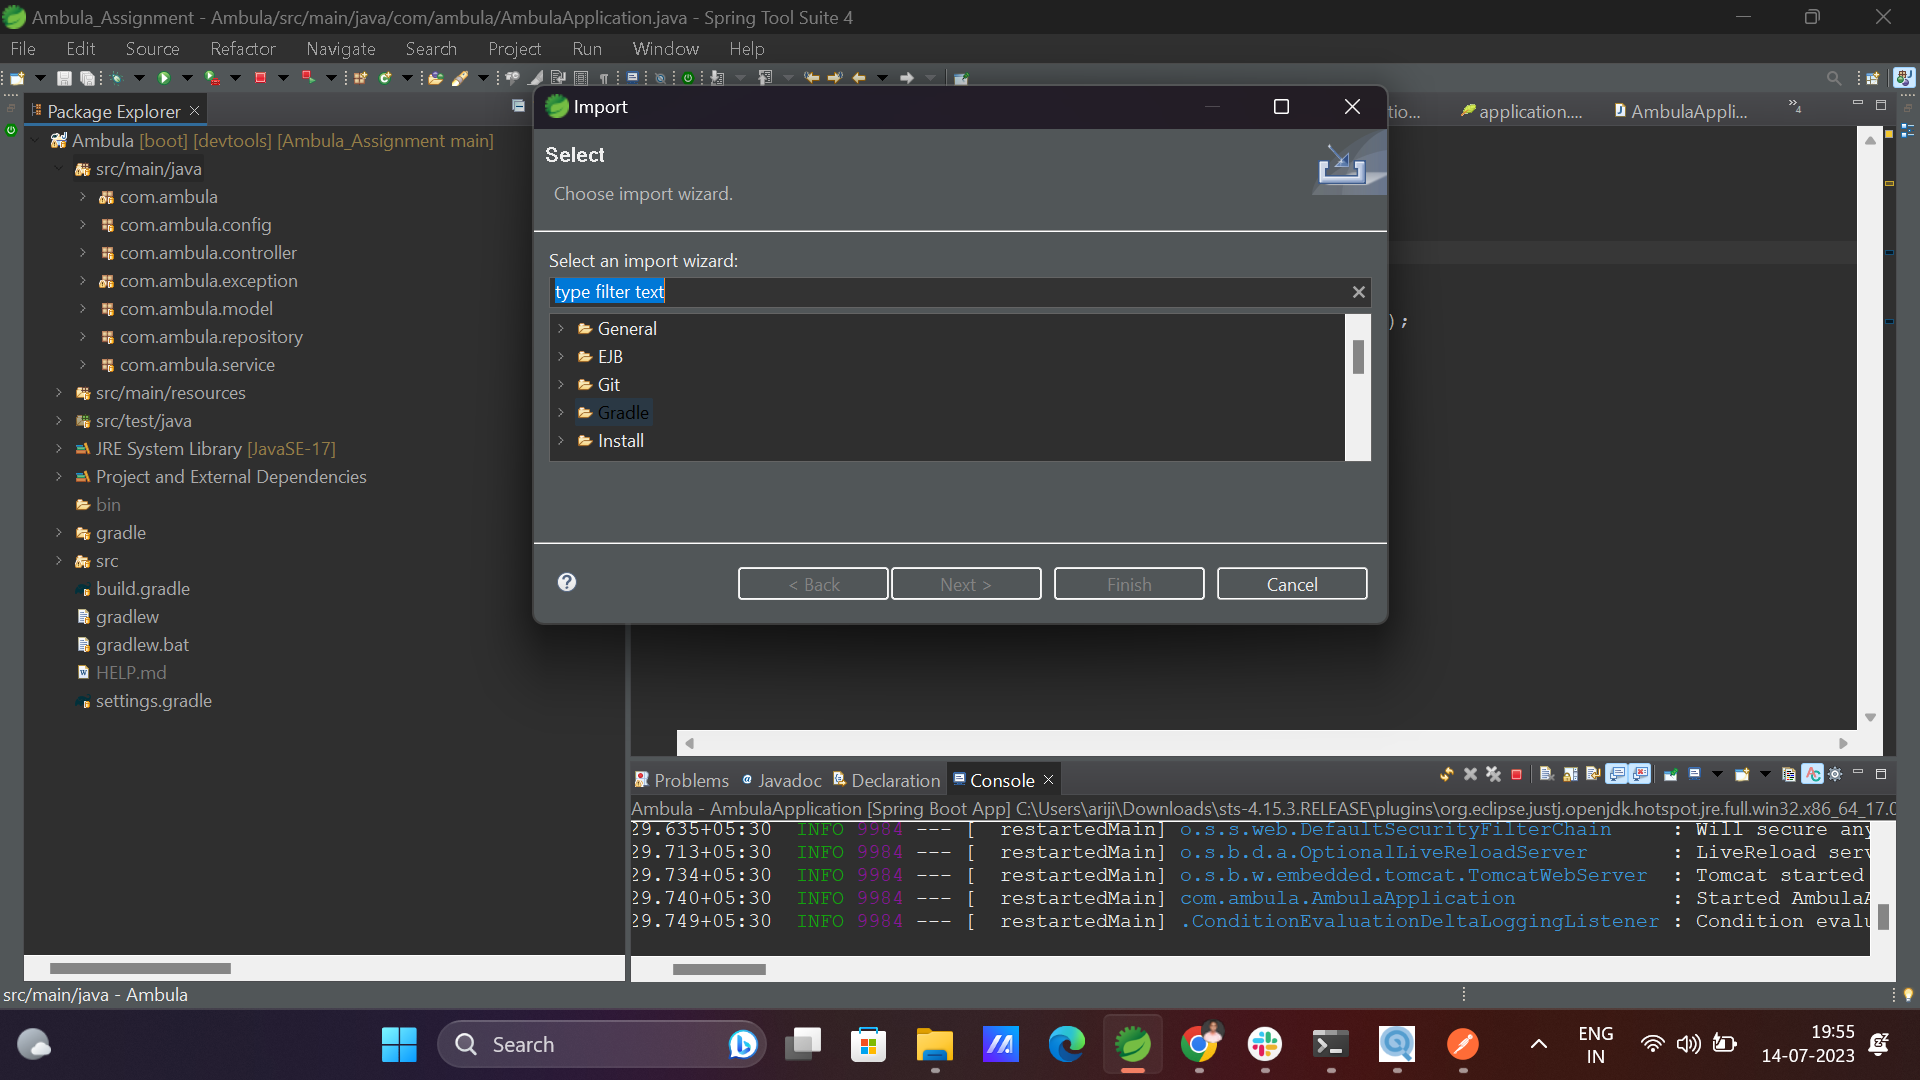 Ambula_Assignment - Ambula/src/main/java/com/ambula/AmbulaApplication.java - Spring Tool Suite 4
File Edit Source Refactor Navigate Search Project Run Window Help
Package Explorer
Ambula [boot] [devtools] [Ambula_Assignment main]
src/main/java
com.ambula
com.ambula.config
com.ambula.controller
com.ambula.exception
com.ambula.model
com.ambula.repository
com.ambula.service
src/main/resources
src/test/java
JRE System Library [JavaSE-17]
Project and External Dependencies
bin
gradle
src
build.gradle
gradlew
gradlew.bat
HELP.md
settings.gradle
Import
Select
Choose import wizard.
Select an import wizard:
type filter text
General
EJB
Git
Gradle
Install
< Back Next > Finish Cancel
tio... application.... AmbulaAppli... »4
);
Problems Javadoc Declaration Console
Ambula - AmbulaApplication [Spring Boot App] C:\Users\ariji\Downloads\sts-4.15.3.RELEASE\plugins\org.eclipse.justj.openjdk.hotspot.jre.full.win32.x86_64_17.0
29.635+05:30 INFO 9984 --- [ restartedMain] o.s.s.web.DefaultSecurityFilterChain : Will secure any
29.713+05:30 INFO 9984 --- [ restartedMain] o.s.b.d.a.OptionalLiveReloadServer : LiveReload serv
29.734+05:30 INFO 9984 --- [ restartedMain] o.s.b.w.embedded.tomcat.TomcatWebServer : Tomcat started
29.740+05:30 INFO 9984 --- [ restartedMain] com.ambula.AmbulaApplication : Started AmbulaA
29.749+05:30 INFO 9984 --- [ restartedMain] .ConditionEvaluationDeltaLoggingListener : Condition evalu
src/main/java - Ambula
Search
ENG
IN
19:55
14-07-2023